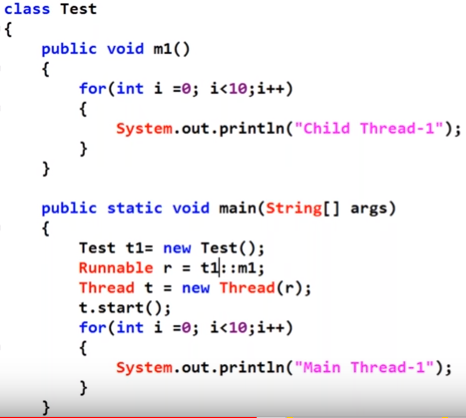 class Test
{
public void m1()
{
for(int i =0; i<10;i++)
{
System.out.println("Child Thread-1");
}
}
public static void main(String[] args)
{
Test t1= new Test();
Runnable r = t1::m1;
Thread t = new Thread(r);
t.start();
for(int i =0; i<10;i++)
{
System.out.println("Main Thread-1");
}
}